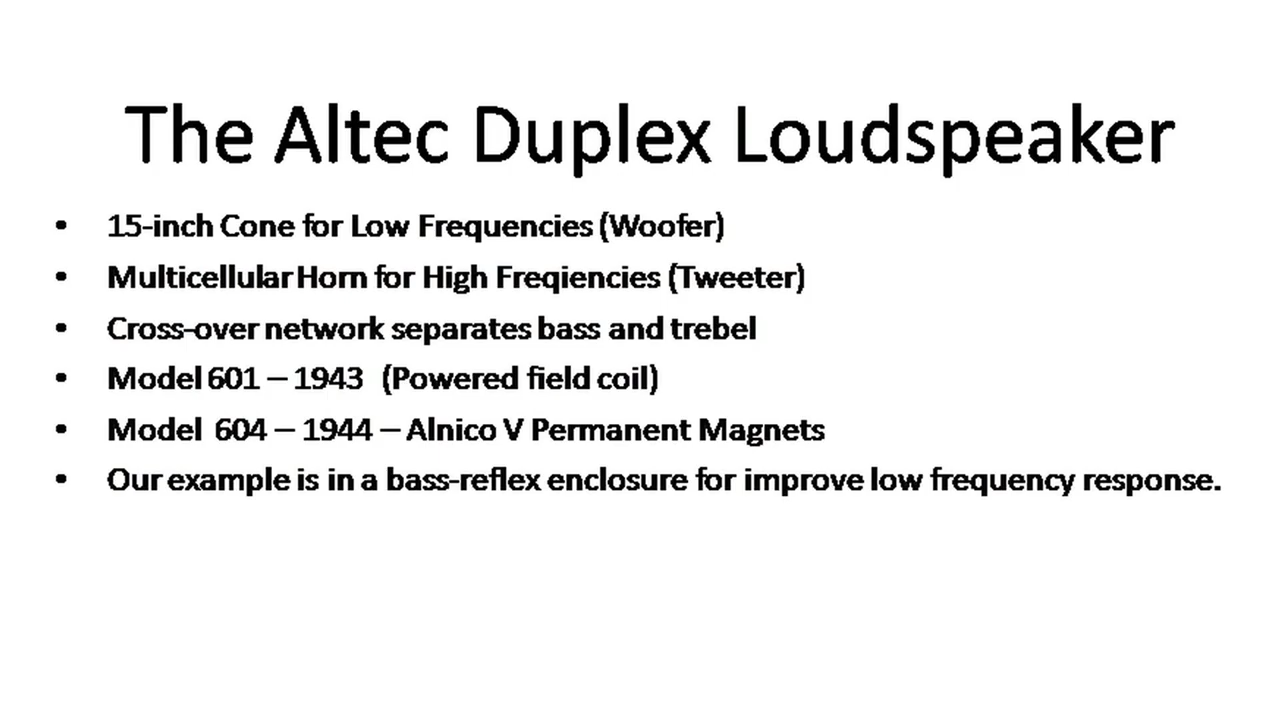 The Altec Duplex Loudspeaker
• 15-inch Cone for Low Frequencies (Woofer)
• Multicellular Horn for High Freqiencies (Tweeter)
• Cross-over network separates bass and trebel
• Model 601 – 1943 (Powered field coil)
• Model 604 – 1944 – Alnico V Permanent Magnets
• Our example is in a bass-reflex enclosure for improve low frequency response.